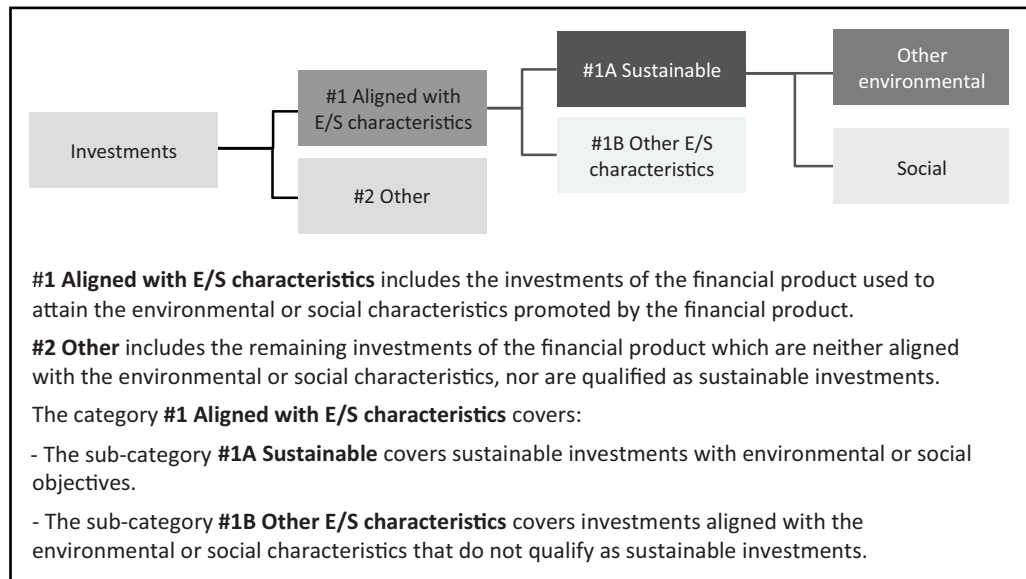 Investments
#1 Aligned with
E/S characteristics
#2 Other
#1A Sustainable
#1B Other E/S
characteristics
Other
environmental
Social
#1 Aligned with E/S characteristics includes the investments of the financial product used to
attain the environmental or social characteristics promoted by the financial product.
#2 Other includes the remaining investments of the financial product which are neither aligned
with the environmental or social characteristics, nor are qualified as sustainable investments.
The category #1 Aligned with E/S characteristics covers:
- The sub-category #1A Sustainable covers sustainable investments with environmental or social
objectives.
- The sub-category #1B Other E/S characteristics covers investments aligned with the
environmental or social characteristics that do not qualify as sustainable investments.